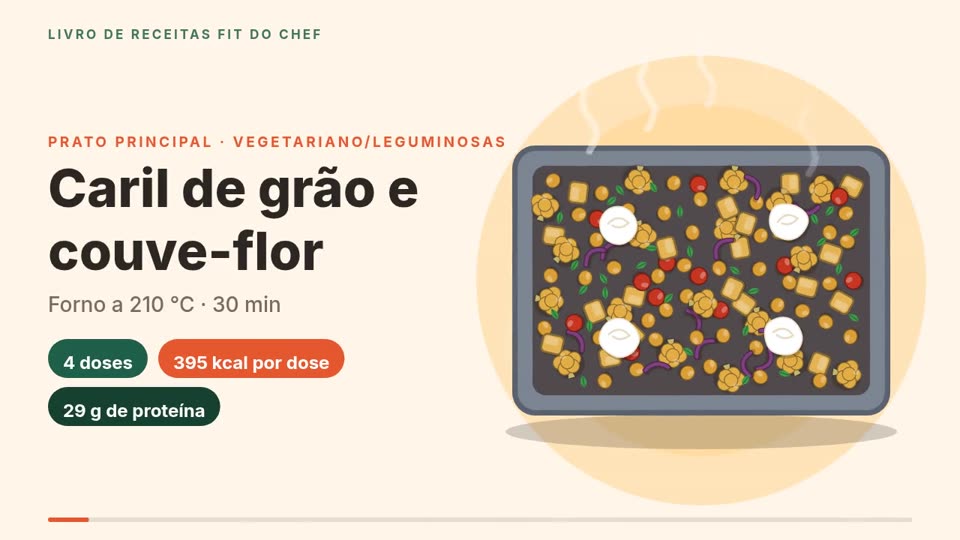 LIVRO DE RECEITAS FIT DO CHEF
PRATO PRINCIPAL · VEGETARIANO/LEGUMINOSAS
Caril de grão e
couve-flor
Forno a 210 °C · 30 min
4 doses
395 kcal por dose
29 g de proteína